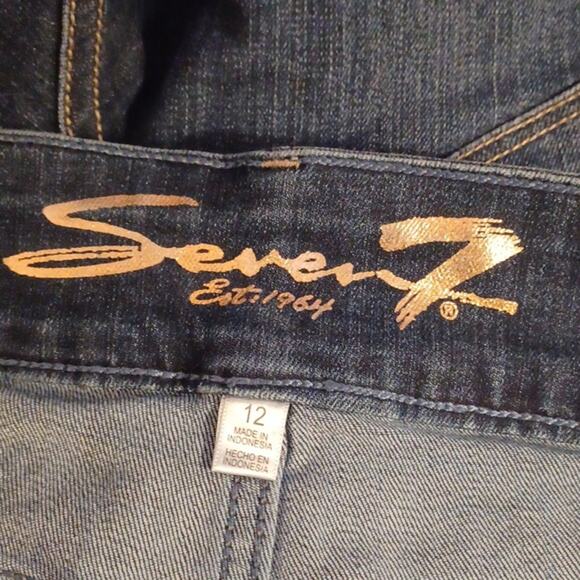 Seven7
Est. 1964
®
12
MADE IN
INDONESIA
HECHO EN
INDONESIA